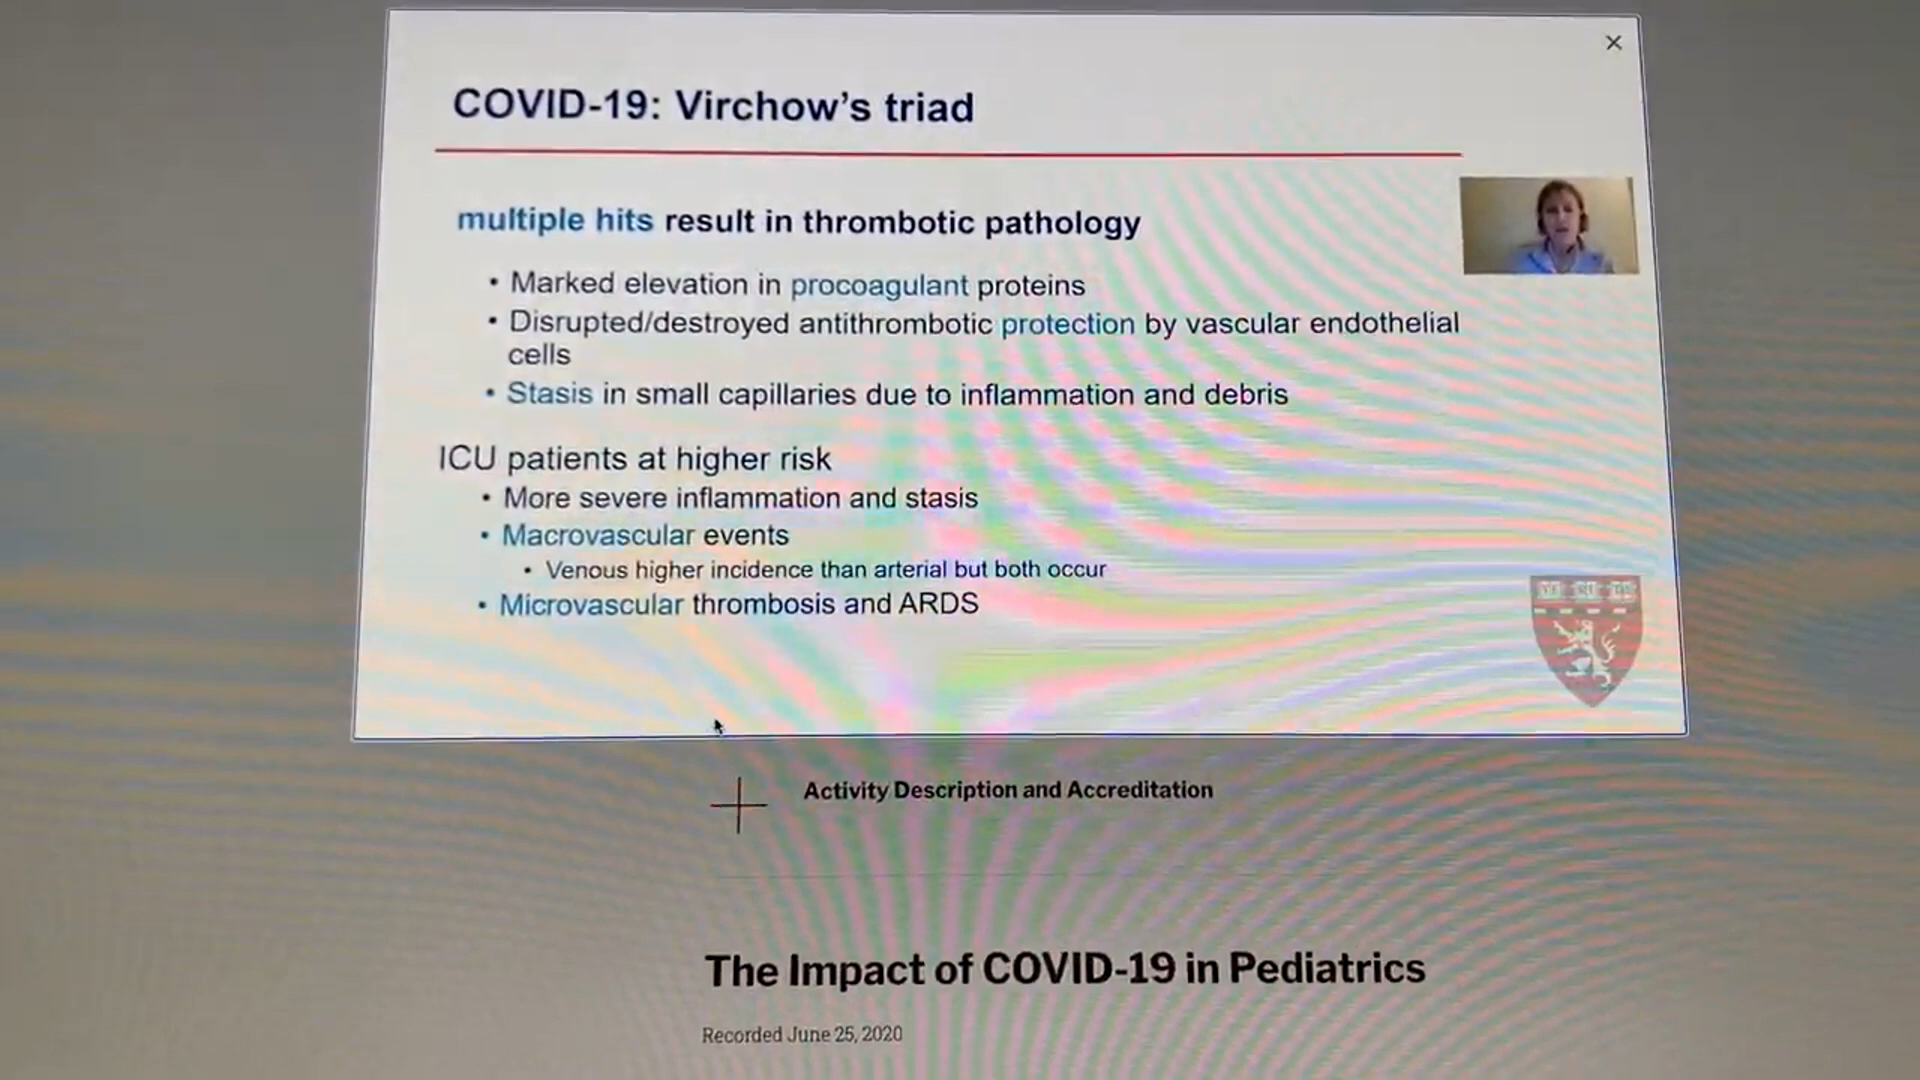 COVID-19: Virchow's triad
multiple hits result in thrombotic pathology
• Marked elevation in procoagulant proteins
• Disrupted/destroyed antithrombotic protection by vascular endothelial
cells
• Stasis in small capillaries due to inflammation and debris
ICU patients at higher risk
• More severe inflammation and stasis
• Macrovascular events
• Venous higher incidence than arterial but both occur
• Microvascular thrombosis and ARDS
Activity Description and Accreditation
The Impact of COVID-19 in Pediatrics
Recorded June 25, 2020